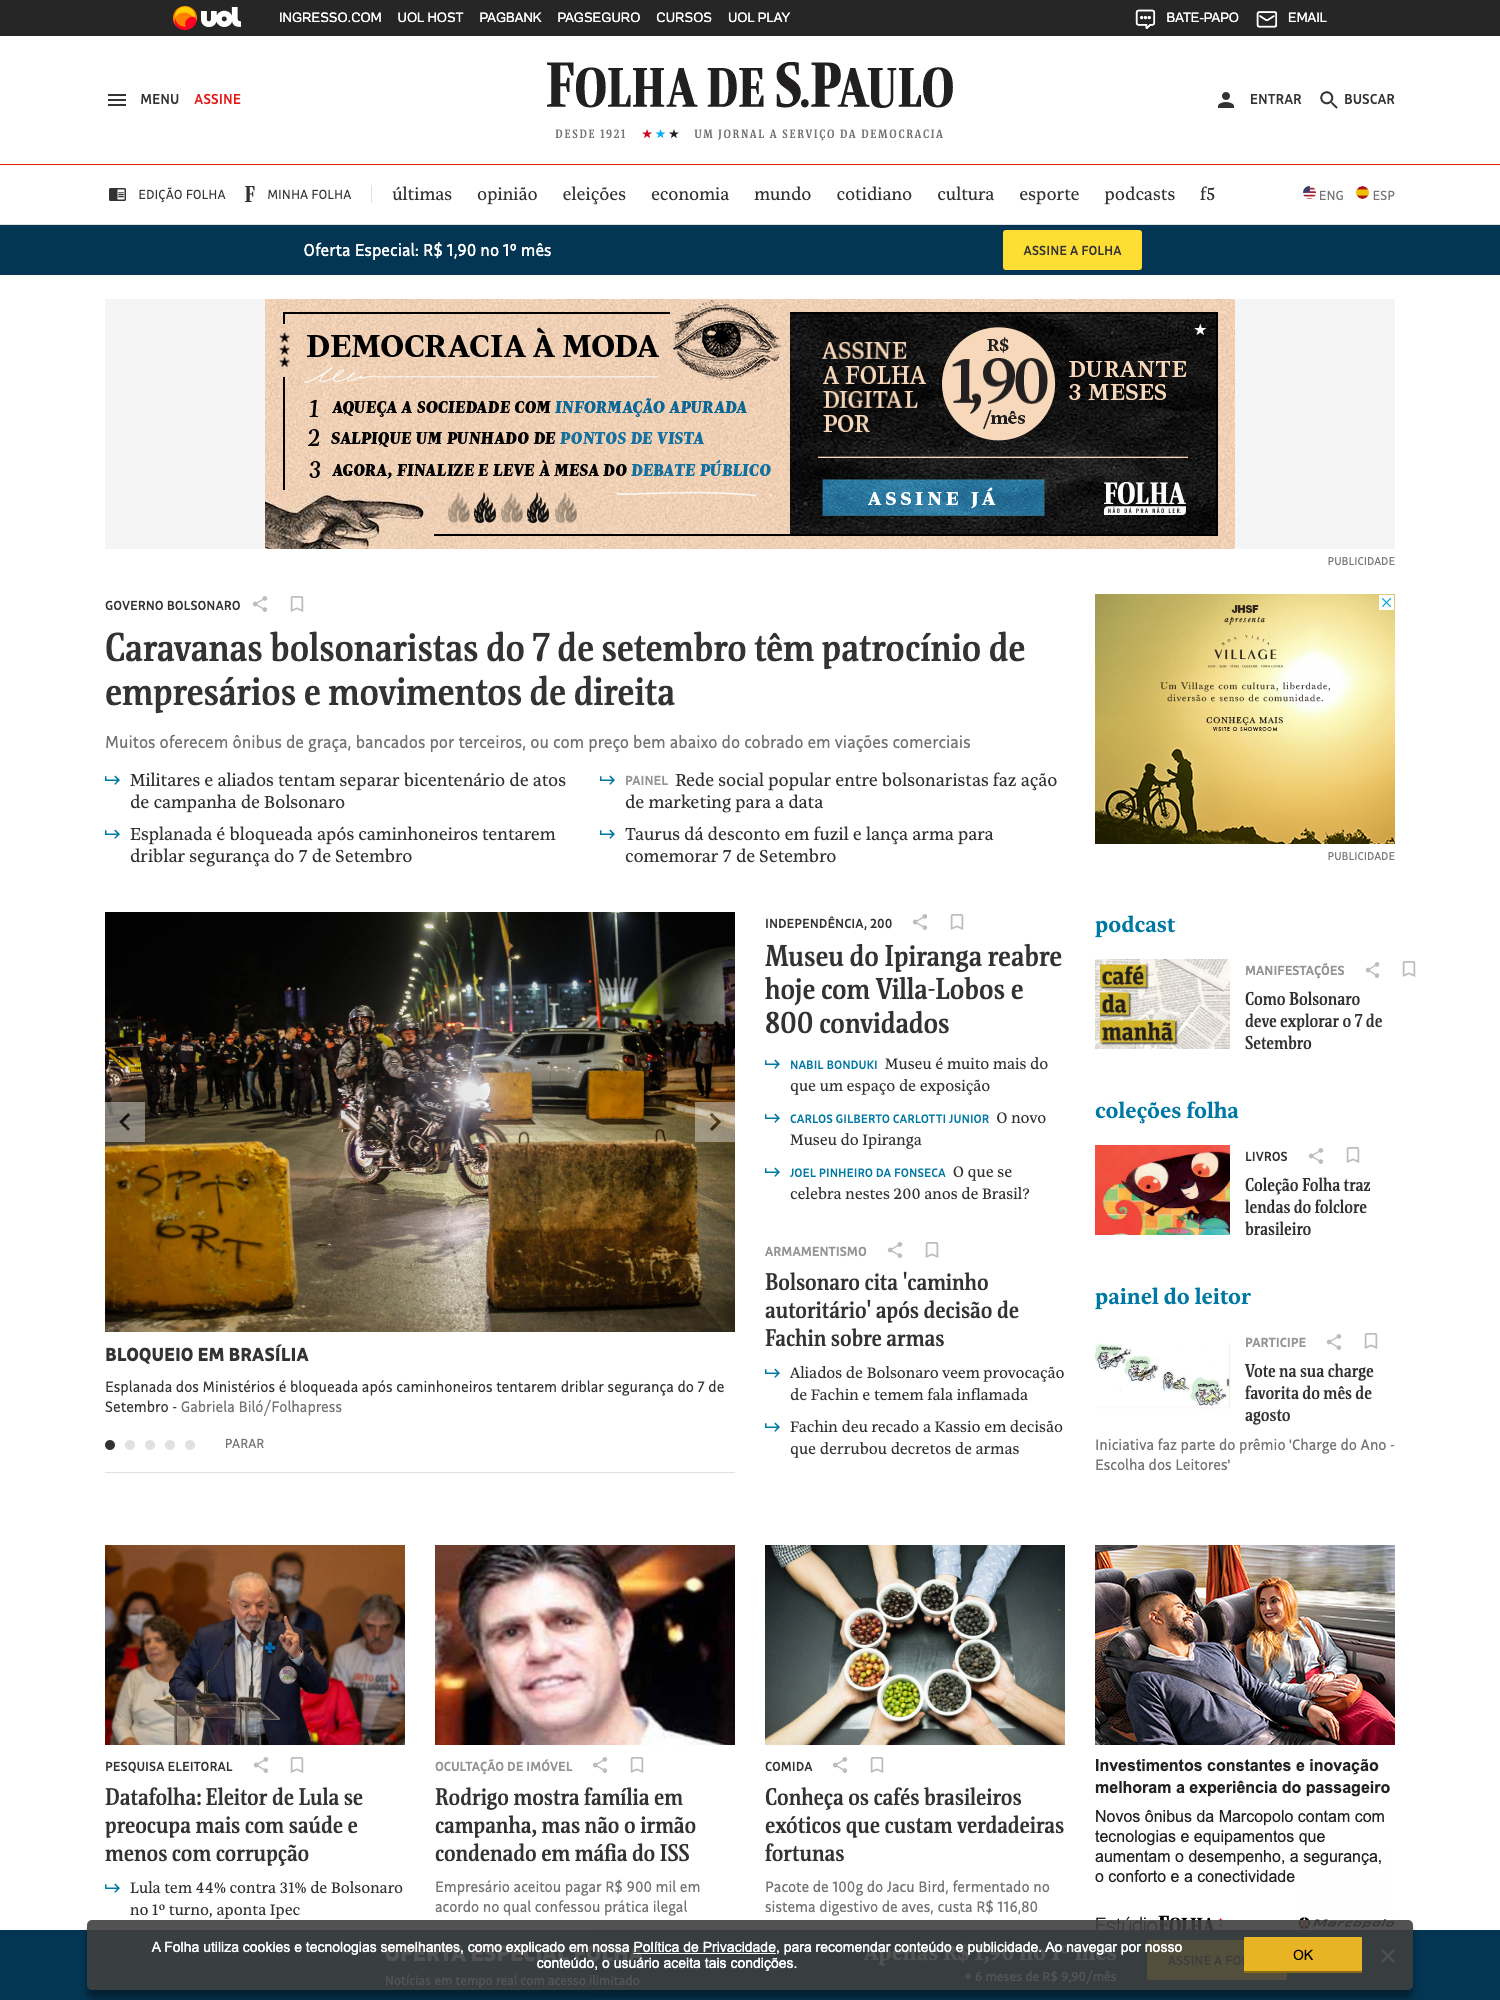 uol
INGRESSO.COM UOL HOST PAGBANK PAGSEGURO CURSOS UOL PLAY
BATE-PAPO EMAIL
MENU ASSINE
FOLHA DE S.PAULO
DESDE 1921 ★★★ UM JORNAL A SERVIÇO DA DEMOCRACIA
ENTRAR BUSCAR
EDIÇÃO FOLHA F MINHA FOLHA últimas opinião eleições economia mundo cotidiano cultura esporte podcasts f5 ENG ESP
Oferta Especial: R$ 1,90 no 1º mês
ASSINE A FOLHA
DEMOCRACIA À MODA
1 AQUEÇA A SOCIEDADE COM INFORMAÇÃO APURADA
2 SALPIQUE UM PUNHADO DE PONTOS DE VISTA
3 AGORA, FINALIZE E LEVE À MESA DO DEBATE PÚBLICO
ASSINE
A FOLHA
DIGITAL
POR
R$
1,90
/mês
DURANTE
3 MESES
ASSINE JÁ
FOLHA
NÃO DÁ PRA NÃO LER.
PUBLICIDADE
GOVERNO BOLSONARO
Caravanas bolsonaristas do 7 de setembro têm patrocínio de
empresários e movimentos de direita
Muitos oferecem ônibus de graça, bancados por terceiros, ou com preço bem abaixo do cobrado em viações comerciais
Militares e aliados tentam separar bicentenário de atos
de campanha de Bolsonaro
Esplanada é bloqueada após caminhoneiros tentarem
driblar segurança do 7 de Setembro
PAINEL Rede social popular entre bolsonaristas faz ação
de marketing para a data
Taurus dá desconto em fuzil e lança arma para
comemorar 7 de Setembro
JHSF
apresenta
BOA VISTA
VILLAGE
Um Village com cultura, liberdade,
diversão e senso de comunidade.
CONHEÇA MAIS
VISITE O SHOWROOM
PUBLICIDADE
SPT
ORT
BLOQUEIO EM BRASÍLIA
Esplanada dos Ministérios é bloqueada após caminhoneiros tentarem driblar segurança do 7 de
Setembro - Gabriela Biló/Folhapress
PARAR
INDEPENDÊNCIA, 200
Museu do Ipiranga reabre
hoje com Villa-Lobos e
800 convidados
NABIL BONDUKI Museu é muito mais do
que um espaço de exposição
CARLOS GILBERTO CARLOTTI JUNIOR O novo
Museu do Ipiranga
JOEL PINHEIRO DA FONSECA O que se
celebra nestes 200 anos de Brasil?
ARMAMENTISMO
Bolsonaro cita 'caminho
autoritário' após decisão de
Fachin sobre armas
Aliados de Bolsonaro veem provocação
de Fachin e temem fala inflamada
Fachin deu recado a Kassio em decisão
que derrubou decretos de armas
podcast
café
da
manhã
MANIFESTAÇÕES
Como Bolsonaro
deve explorar o 7 de
Setembro
coleções folha
LIVROS
Coleção Folha traz
lendas do folclore
brasileiro
painel do leitor
PARTICIPE
Vote na sua charge
favorita do mês de
agosto
Iniciativa faz parte do prêmio 'Charge do Ano -
Escolha dos Leitores'
PESQUISA ELEITORAL
Datafolha: Eleitor de Lula se
preocupa mais com saúde e
menos com corrupção
Lula tem 44% contra 31% de Bolsonaro
no 1º turno, aponta Ipec
OCULTAÇÃO DE IMÓVEL
Rodrigo mostra família em
campanha, mas não o irmão
condenado em máfia do ISS
Empresário aceitou pagar R$ 900 mil em
acordo no qual confessou prática ilegal
COMIDA
Conheça os cafés brasileiros
exóticos que custam verdadeiras
fortunas
Pacote de 100g do Jacu Bird, fermentado no
sistema digestivo de aves, custa R$ 116,80
Investimentos constantes e inovação
melhoram a experiência do passageiro
Novos ônibus da Marcopolo contam com
tecnologias e equipamentos que
aumentam o desempenho, a segurança,
o conforto e a conectividade
EstúdioFOLHA Marcopolo
A Folha utiliza cookies e tecnologias semelhantes, como explicado em nossa Política de Privacidade, para recomendar conteúdo e publicidade. Ao navegar por nosso
conteúdo, o usuário aceita tais condições.
OK
Apenas R$ 1,90 no 1º mês
Notícias em tempo real com acesso ilimitado
+ 6 meses de R$ 9,90/mês
ASSINE A FO